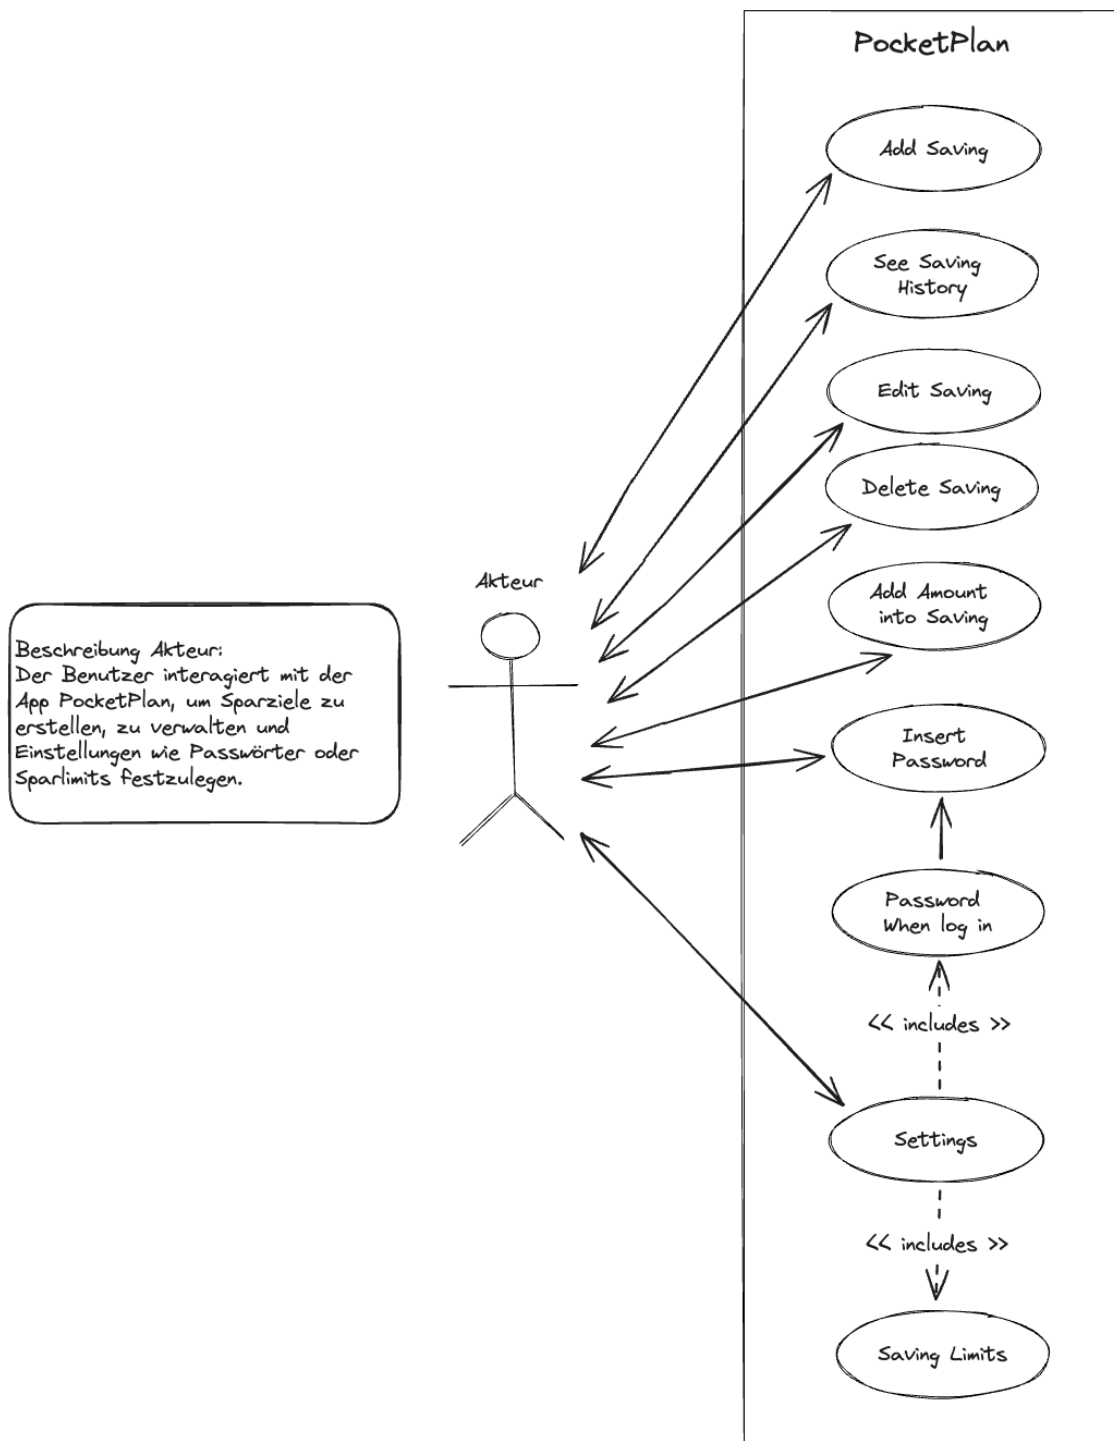 PocketPlan
Add Saving
See Saving
History
Edit Saving
Delete Saving
Add Amount
into Saving
Akteur
Beschreibung Akteur:
Der Benutzer interagiert mit der
App PocketPlan, um Sparziele zu
erstellen, zu verwalten und
Einstellungen wie Passwörter oder
Sparlimits festzulegen.
Insert
Password
Password
When log in
<< includes >>
Settings
<< includes >>
Saving Limits